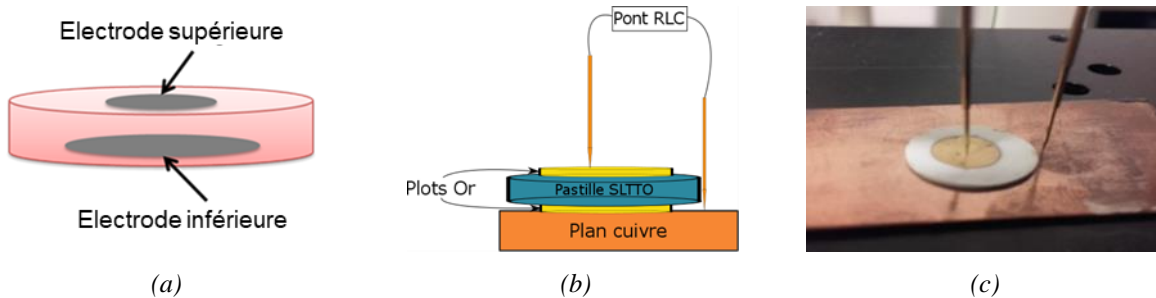 Electrode supérieure
Electrode inférieure
Pont RLC
Plots Or
Pastille SLTTO
Plan cuivre
(a)
(b)
(c)